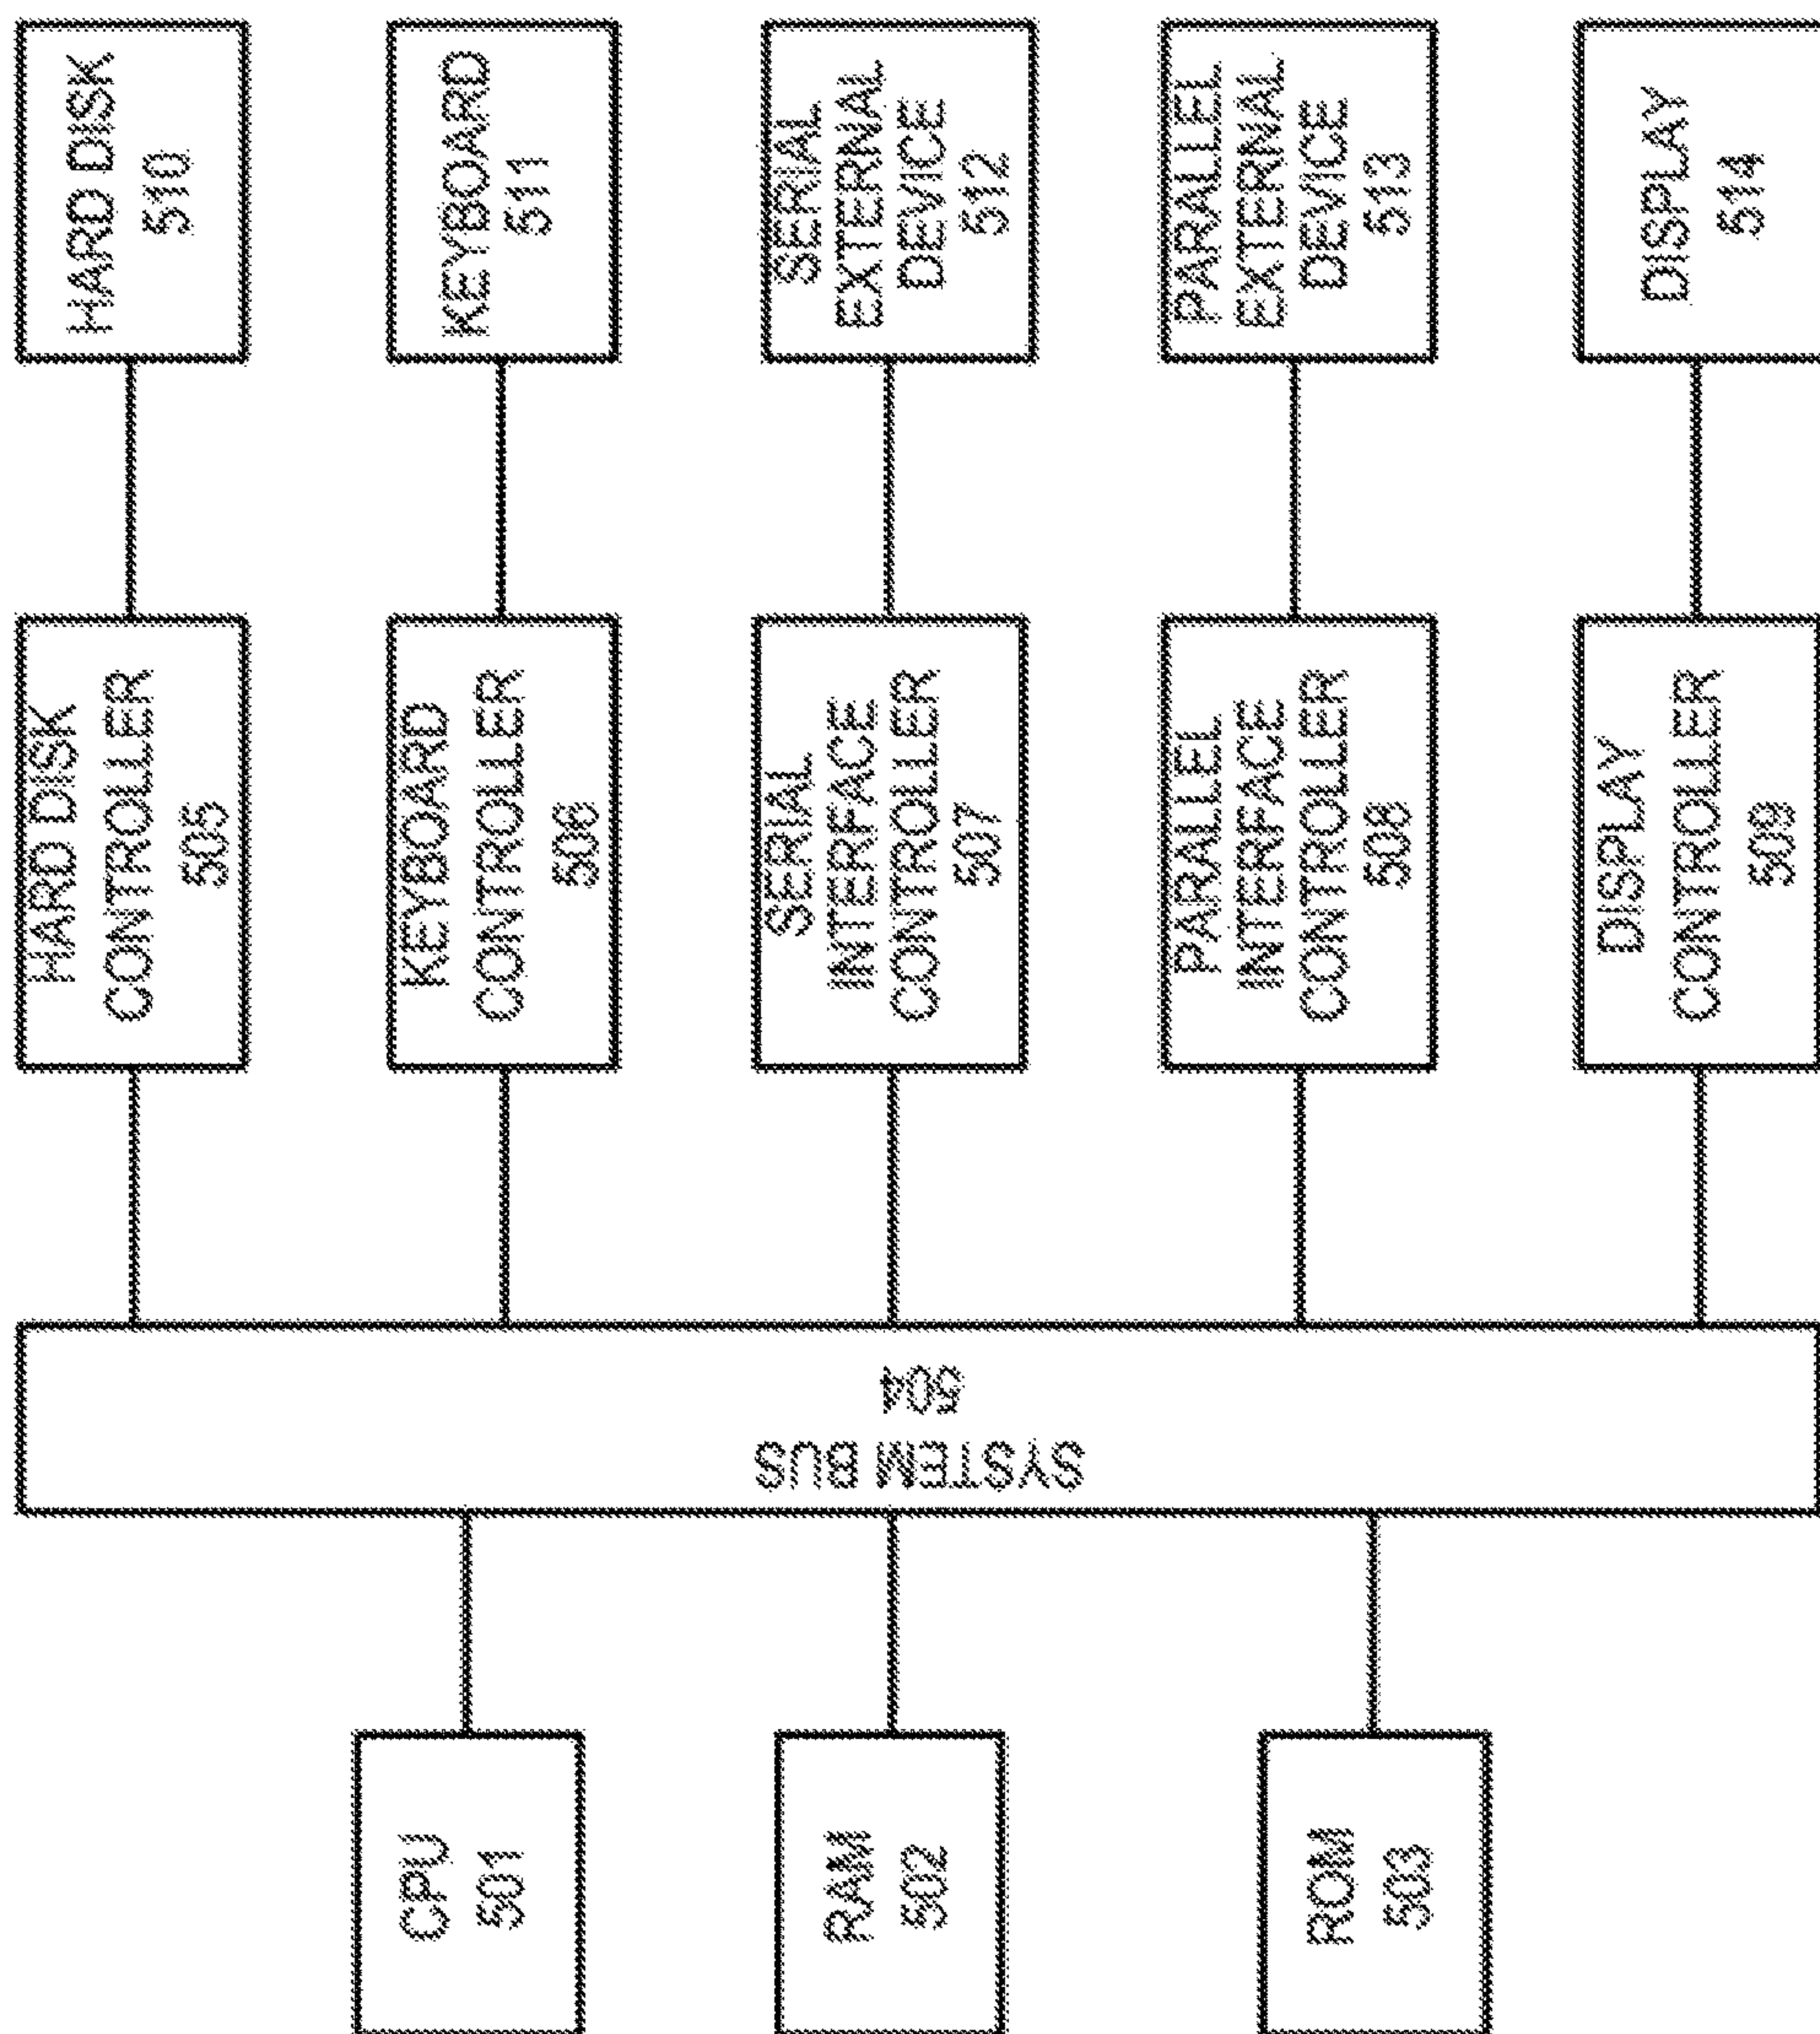 CPU
501
RAM
502
ROM
503
SYSTEM BUS
504
HARD DISK
CONTROLLER
505
KEYBOARD
CONTROLLER
506
SERIAL
INTERFACE
CONTROLLER
507
PARALLEL
INTERFACE
CONTROLLER
508
DISPLAY
CONTROLLER
509
HARD DISK
510
KEYBOARD
511
SERIAL
EXTERNAL
DEVICE
512
PARALLEL
EXTERNAL
DEVICE
513
DISPLAY
514